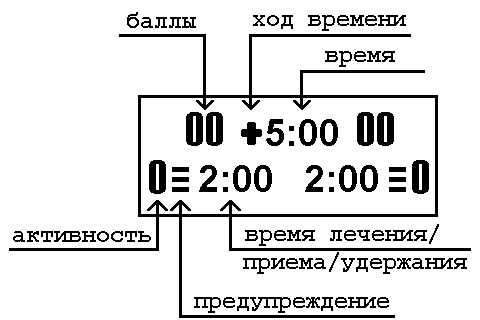 баллы
ход времени
время
00 +5:00 00
0≡ 2:00 2:00 ≡0
активность
время лечения/
приема/удержания
предупреждение